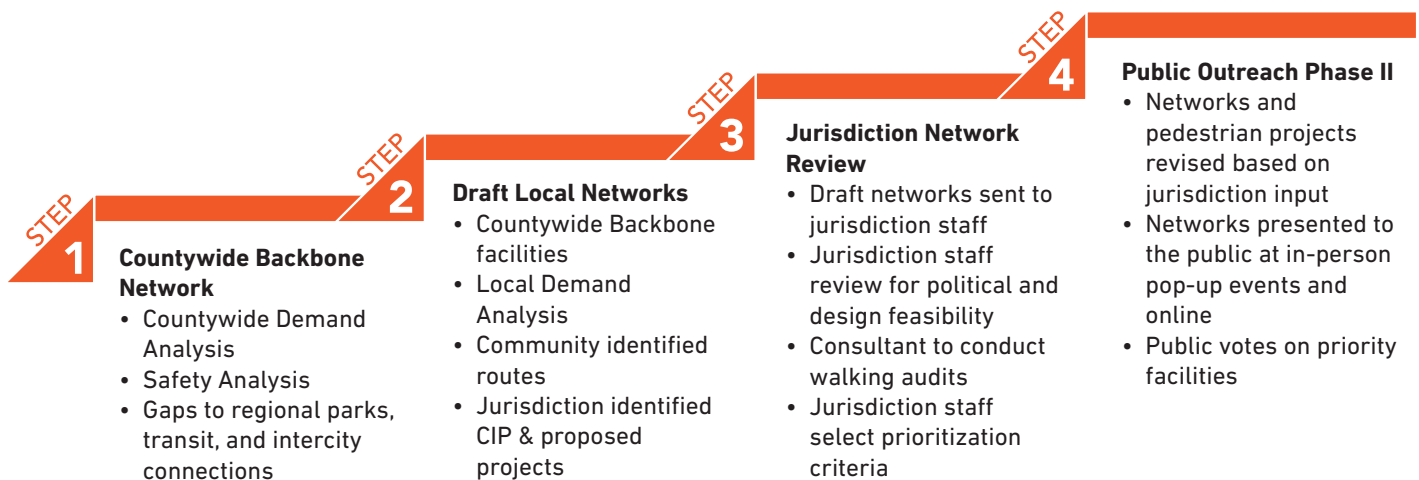 STEP
1
Countywide Backbone
Network
• Countywide Demand
Analysis
• Safety Analysis
• Gaps to regional parks,
transit, and intercity
connections
STEP
2
Draft Local Networks
• Countywide Backbone
facilities
• Local Demand
Analysis
• Community identified
routes
• Jurisdiction identified
CIP & proposed
projects
STEP
3
Jurisdiction Network
Review
• Draft networks sent to
jurisdiction staff
• Jurisdiction staff
review for political and
design feasibility
• Consultant to conduct
walking audits
• Jurisdiction staff
select prioritization
criteria
STEP
4
Public Outreach Phase II
• Networks and
pedestrian projects
revised based on
jurisdiction input
• Networks presented to
the public at in-person
pop-up events and
online
• Public votes on priority
facilities